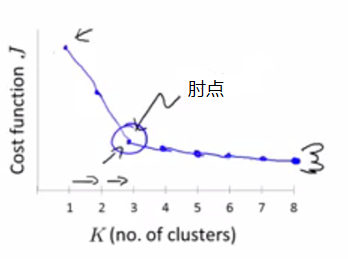 肘点
Cost function J
1 2 3 4 5 6 7 8
K (no. of clusters)